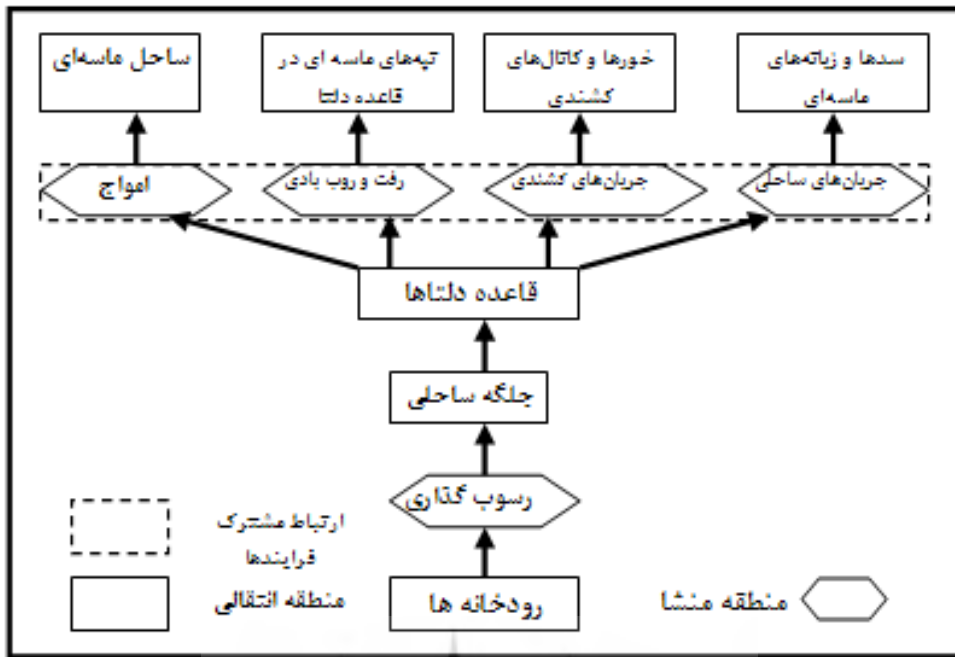 سدها و زبانه‌های
ماسه‌ای
خورها و کانال‌های
کشندی
تپه‌های ماسه ای در
قاعده دلتا
ساحل ماسه‌ای
جریان‌های ساحلی
جریان‌های کشندی
رفت و روب بادی
امواج
قاعده دلتاها
جلگه ساحلی
رسوب گذاری
ارتباط مشترک
فرایندها
منطقه منشا
رودخانه ها
منطقه انتقالی